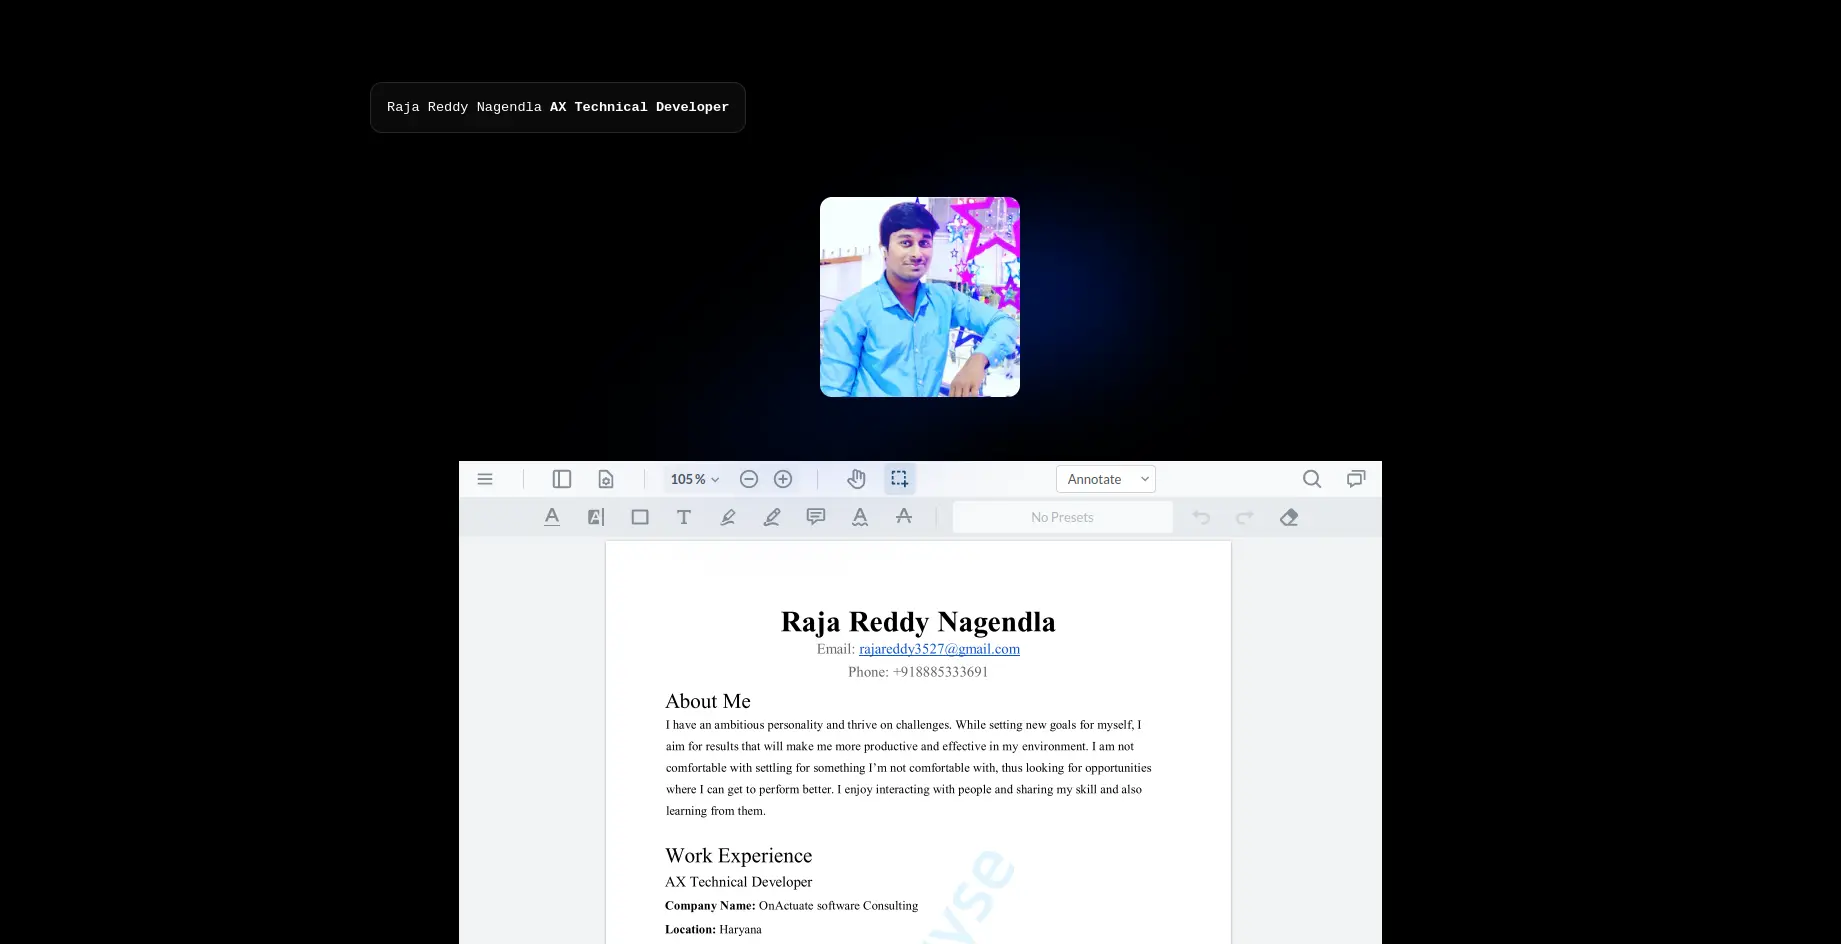 Raja Reddy Nagendla AX Technical Developer
105%
Annotate
No Presets
Raja Reddy Nagendla
Email: rajareddy3527@gmail.com
Phone: +918885333691
About Me
I have an ambitious personality and thrive on challenges. While setting new goals for myself, I
aim for results that will make me more productive and effective in my environment. I am not
comfortable with settling for something I'm not comfortable with, thus looking for opportunities
where I can get to perform better. I enjoy interacting with people and sharing my skill and also
learning from them.
Work Experience
AX Technical Developer
Company Name: OnActuate software Consulting
Location: Haryana